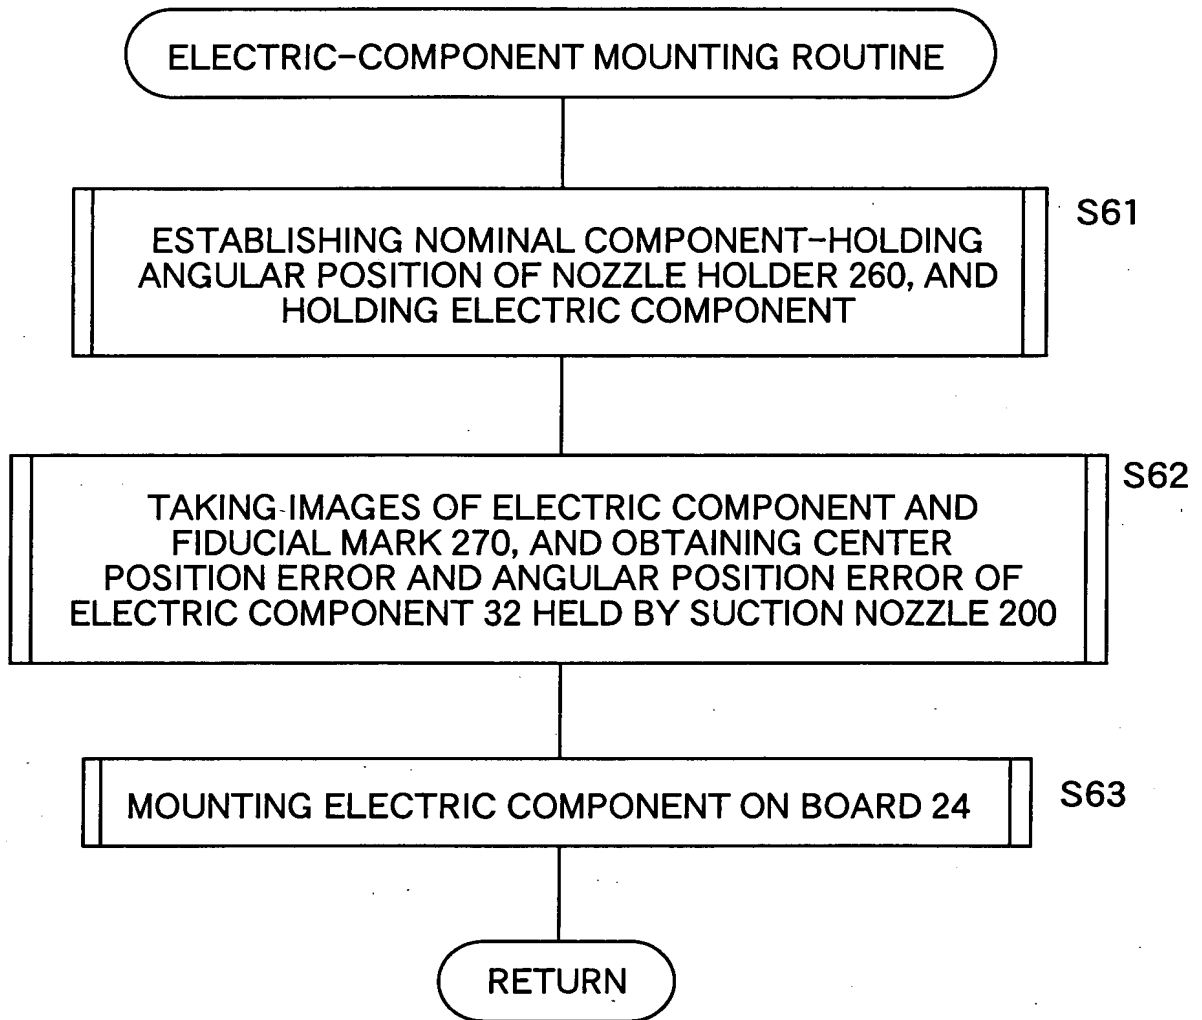 ELECTRIC-COMPONENT MOUNTING ROUTINE
S61
ESTABLISHING NOMINAL COMPONENT-HOLDING
ANGULAR POSITION OF NOZZLE HOLDER 260, AND
HOLDING ELECTRIC COMPONENT
S62
TAKING IMAGES OF ELECTRIC COMPONENT AND
FIDUCIAL MARK 270, AND OBTAINING CENTER
POSITION ERROR AND ANGULAR POSITION ERROR OF
ELECTRIC COMPONENT 32 HELD BY SUCTION NOZZLE 200
MOUNTING ELECTRIC COMPONENT ON BOARD 24
S63
RETURN